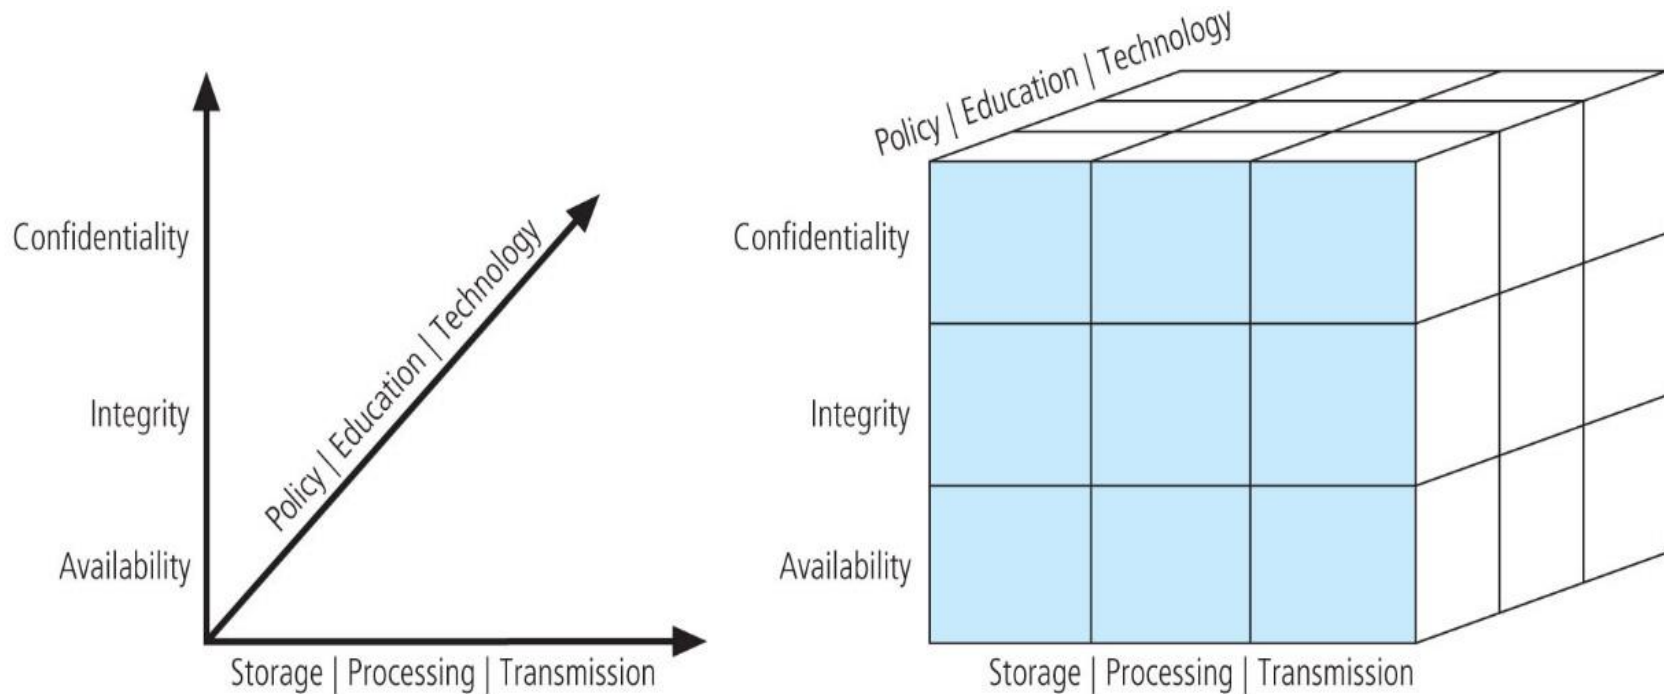 Policy | Education | Technology
Confidentiality
Integrity
Availability
Storage | Processing | Transmission
Policy | Education | Technology
Confidentiality
Integrity
Availability
Storage | Processing | Transmission